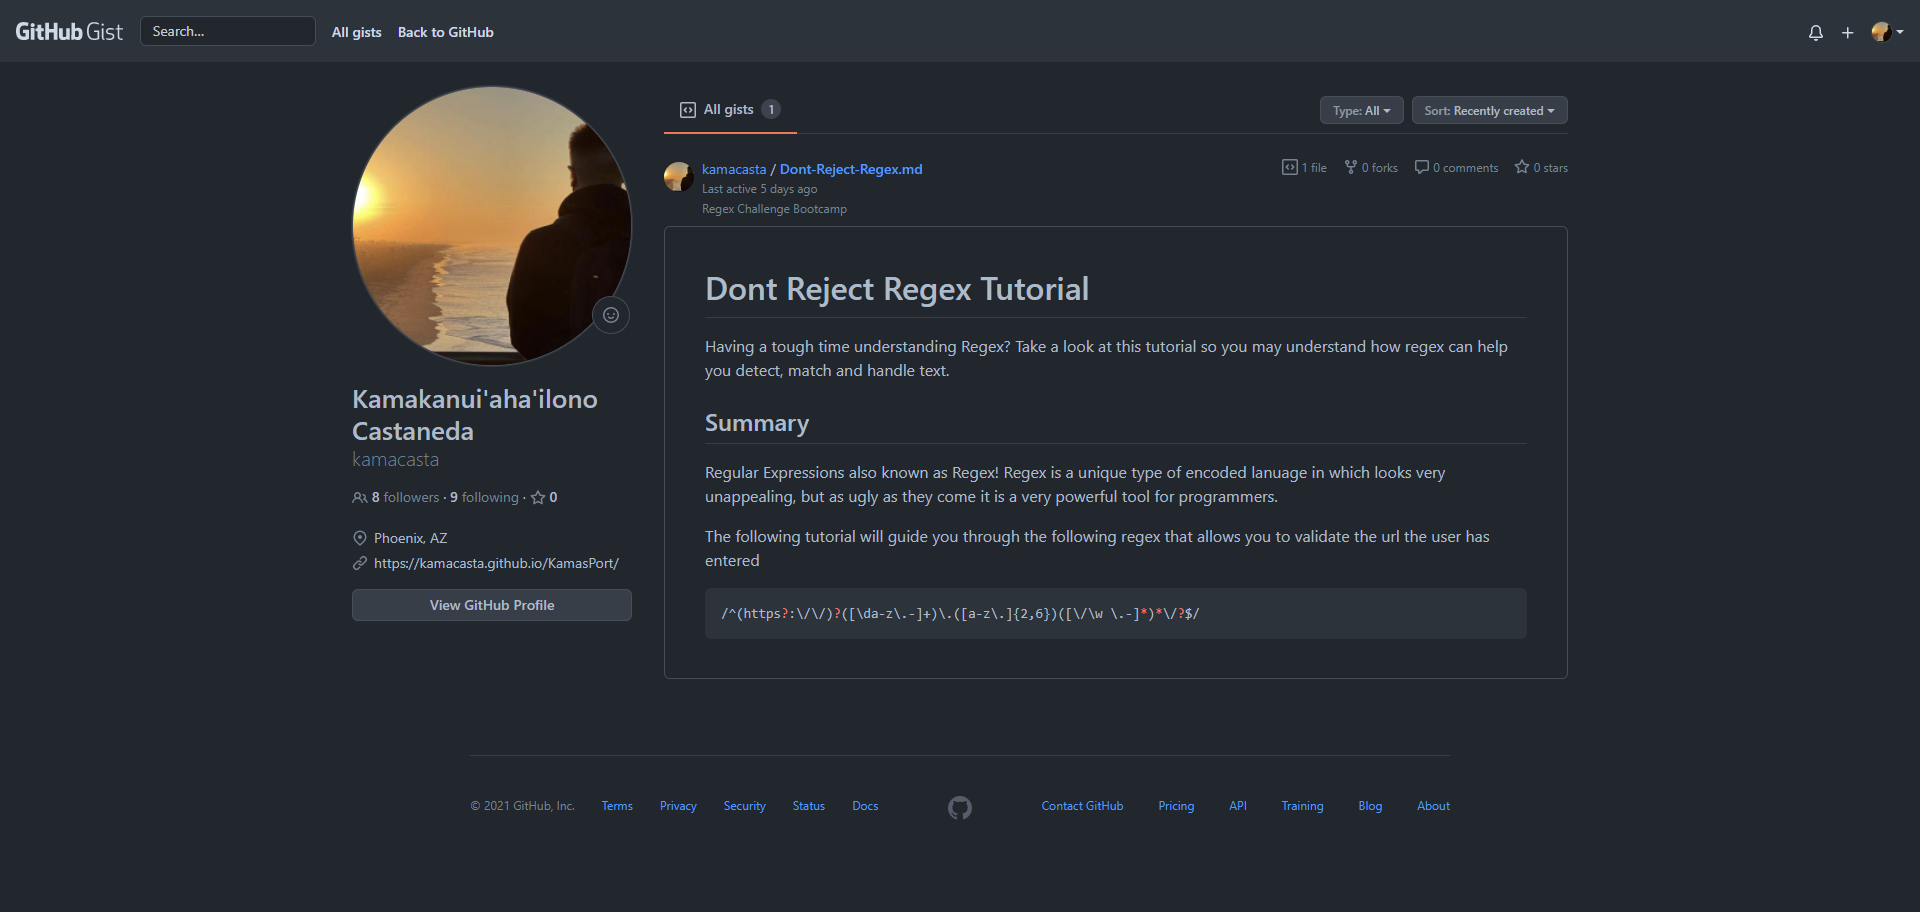 GitHub Gist
Search...
All gists
Back to GitHub
All gists 1
Type: All
Sort: Recently created
kamacasta / Dont-Reject-Regex.md
1 file
0 forks
0 comments
0 stars
Last active 5 days ago
Regex Challenge Bootcamp
Dont Reject Regex Tutorial
Having a tough time understanding Regex? Take a look at this tutorial so you may understand how regex can help
you detect, match and handle text.
Summary
Regular Expressions also known as Regex! Regex is a unique type of encoded lanuage in which looks very
unappealing, but as ugly as they come it is a very powerful tool for programmers.
The following tutorial will guide you through the following regex that allows you to validate the url the user has
entered
/^(https?:\/\/)?([\da-z\.-]+)\.([a-z\.]{2,6})([\/\w \.-]*)*\/?$/
Kamakanui'aha'ilono
Castaneda
kamacasta
8 followers · 9 following · 0
Phoenix, AZ
https://kamacasta.github.io/KamasPort/
View GitHub Profile
© 2021 GitHub, Inc.
Terms
Privacy
Security
Status
Docs
Contact GitHub
Pricing
API
Training
Blog
About